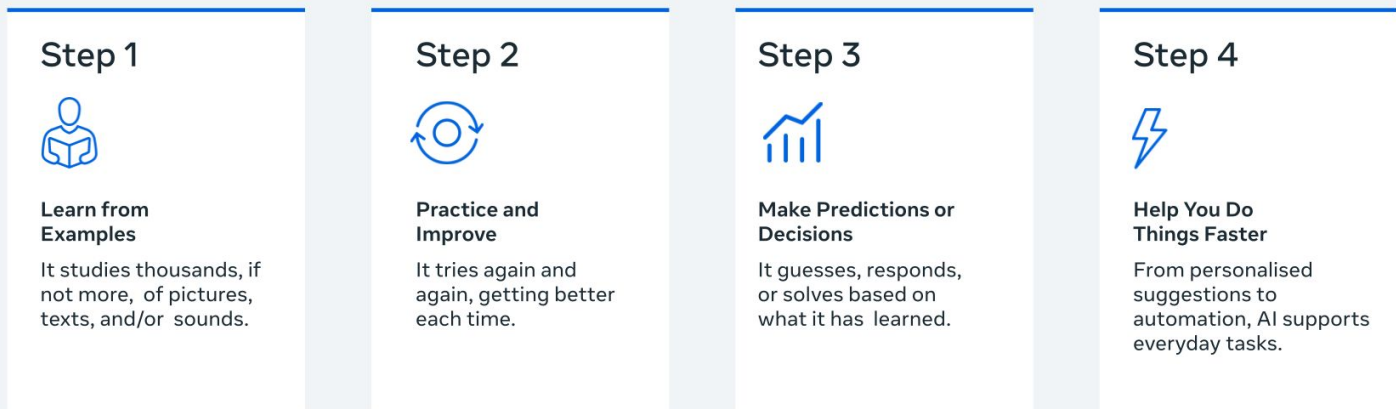 Step 1
Learn from
Examples
It studies thousands, if
not more, of pictures,
texts, and/or sounds.
Step 2
Practice and
Improve
It tries again and
again, getting better
each time.
Step 3
Make Predictions or
Decisions
It guesses, responds,
or solves based on
what it has learned.
Step 4
Help You Do
Things Faster
From personalised
suggestions to
automation, AI supports
everyday tasks.